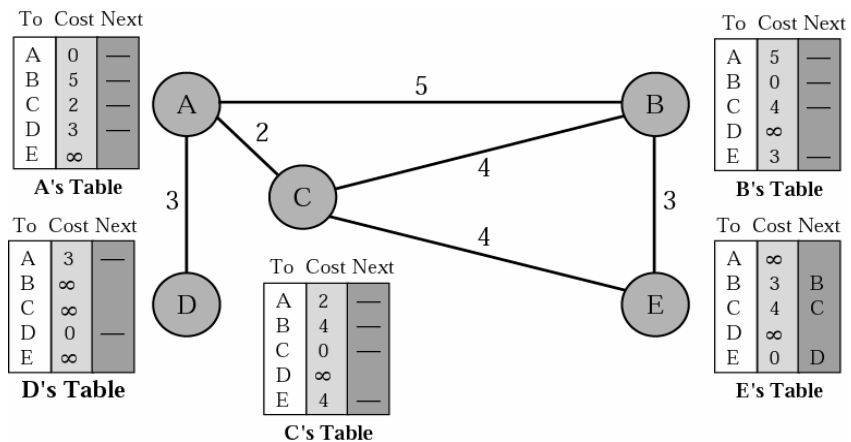 To Cost Next
A 0 —
B 5 —
C 2 —
D 3 —
E ∞
A's Table
To Cost Next
A 5 —
B 0 —
C 4 —
D ∞
E 3 —
B's Table
A
5
B
2
C
4
3
3
4
D
E
To Cost Next
A 3 —
B ∞
C ∞
D 0 —
E ∞
D's Table
To Cost Next
A 2 —
B 4 —
C 0 —
D ∞
E 4 —
C's Table
To Cost Next
A ∞
B 3 B
C 4 C
D ∞
E 0 D
E's Table